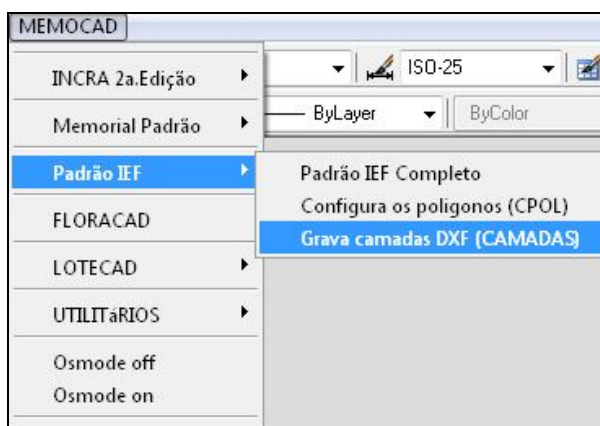 MEMOCAD
ISO-25
ByLayer
ByColor
INCRA 2a.Edição
Memorial Padrão
Padrão IEF
Padrão IEF Completo
Configura os poligonos (CPOL)
Grava camadas DXF (CAMADAS)
FLORACAD
LOTECAD
UTILITáRIOS
Osmode off
Osmode on